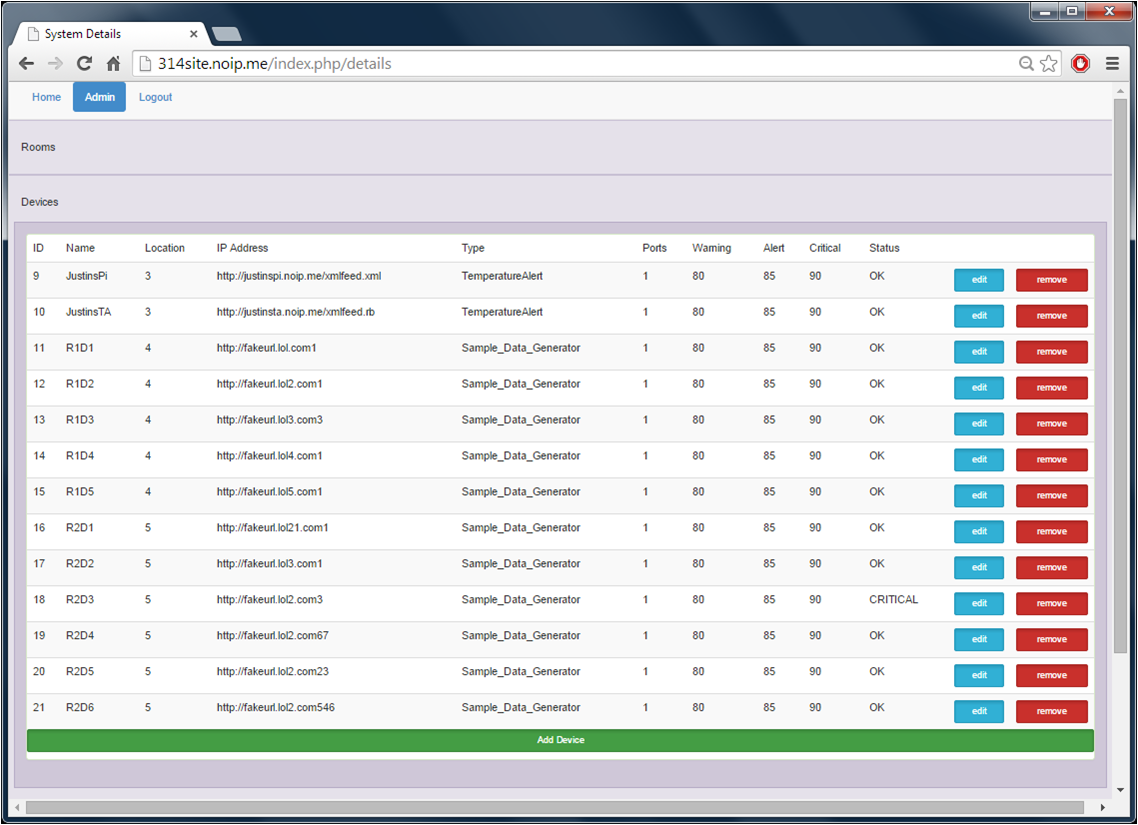 System Details
314site.noip.me/index.php/details
Home Admin Logout
Rooms
Devices
ID Name Location IP Address Type Ports Warning Alert Critical Status
9 JustinsPi 3 http://justinspi.noip.me/xmlfeed.xml TemperatureAlert 1 80 85 90 OK edit remove
10 JustinsTA 3 http://justinsta.noip.me/xmlfeed.rb TemperatureAlert 1 80 85 90 OK edit remove
11 R1D1 4 http://fakeurl.lol.com1 Sample_Data_Generator 1 80 85 90 OK edit remove
12 R1D2 4 http://fakeurl.lol2.com1 Sample_Data_Generator 1 80 85 90 OK edit remove
13 R1D3 4 http://fakeurl.lol3.com3 Sample_Data_Generator 1 80 85 90 OK edit remove
14 R1D4 4 http://fakeurl.lol4.com1 Sample_Data_Generator 1 80 85 90 OK edit remove
15 R1D5 4 http://fakeurl.lol5.com1 Sample_Data_Generator 1 80 85 90 OK edit remove
16 R2D1 5 http://fakeurl.lol21.com1 Sample_Data_Generator 1 80 85 90 OK edit remove
17 R2D2 5 http://fakeurl.lol3.com1 Sample_Data_Generator 1 80 85 90 OK edit remove
18 R2D3 5 http://fakeurl.lol2.com3 Sample_Data_Generator 1 80 85 90 CRITICAL edit remove
19 R2D4 5 http://fakeurl.lol2.com67 Sample_Data_Generator 1 80 85 90 OK edit remove
20 R2D5 5 http://fakeurl.lol2.com23 Sample_Data_Generator 1 80 85 90 OK edit remove
21 R2D6 5 http://fakeurl.lol2.com546 Sample_Data_Generator 1 80 85 90 OK edit remove
Add Device